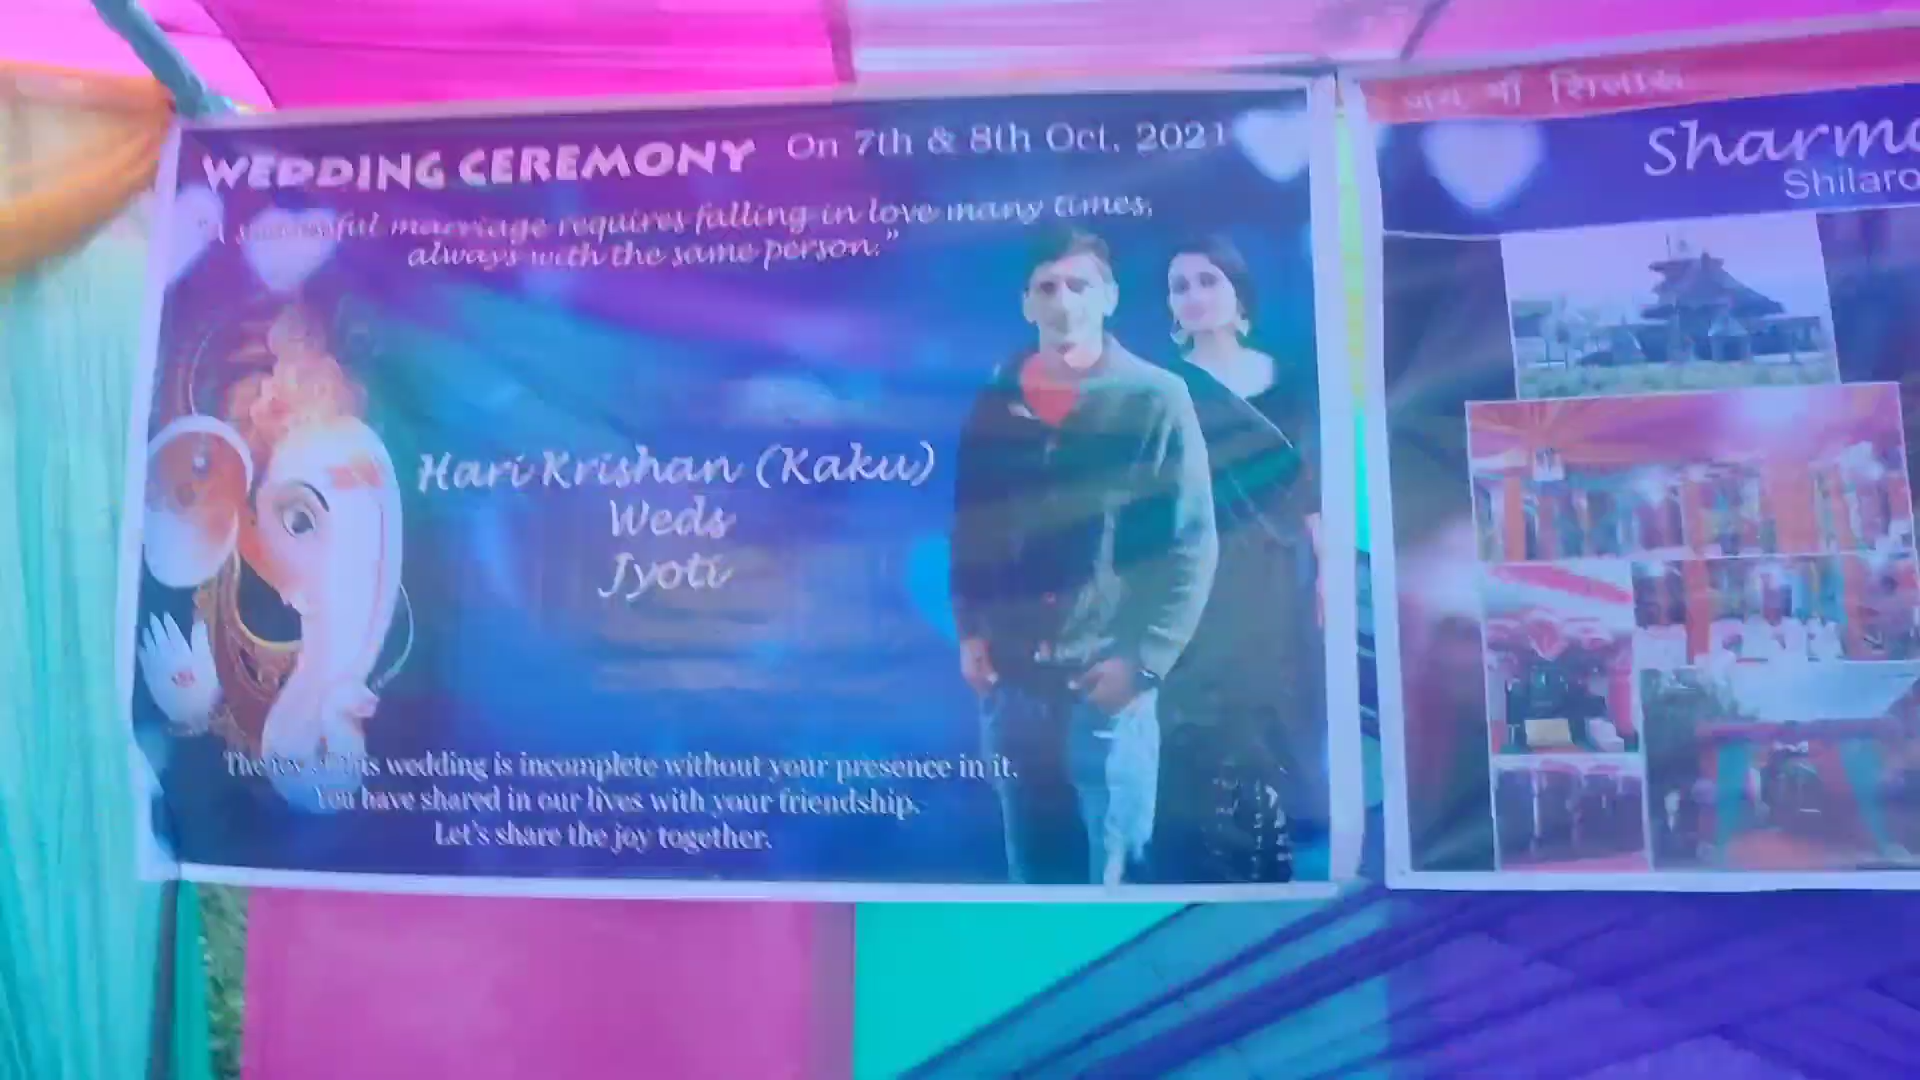 WEDDING CEREMONY On 7th & 8th Oct, 2021
"A successful marriage requires falling in love many times,
always with the same person."
Hari Krishan (Kaku)
Weds
Jyoti
The joy of this wedding is incomplete without your presence in it.
You have shared in our lives with your friendship.
Let's share the joy together.
जय माँ शिलारू
Sharma
Shilaro